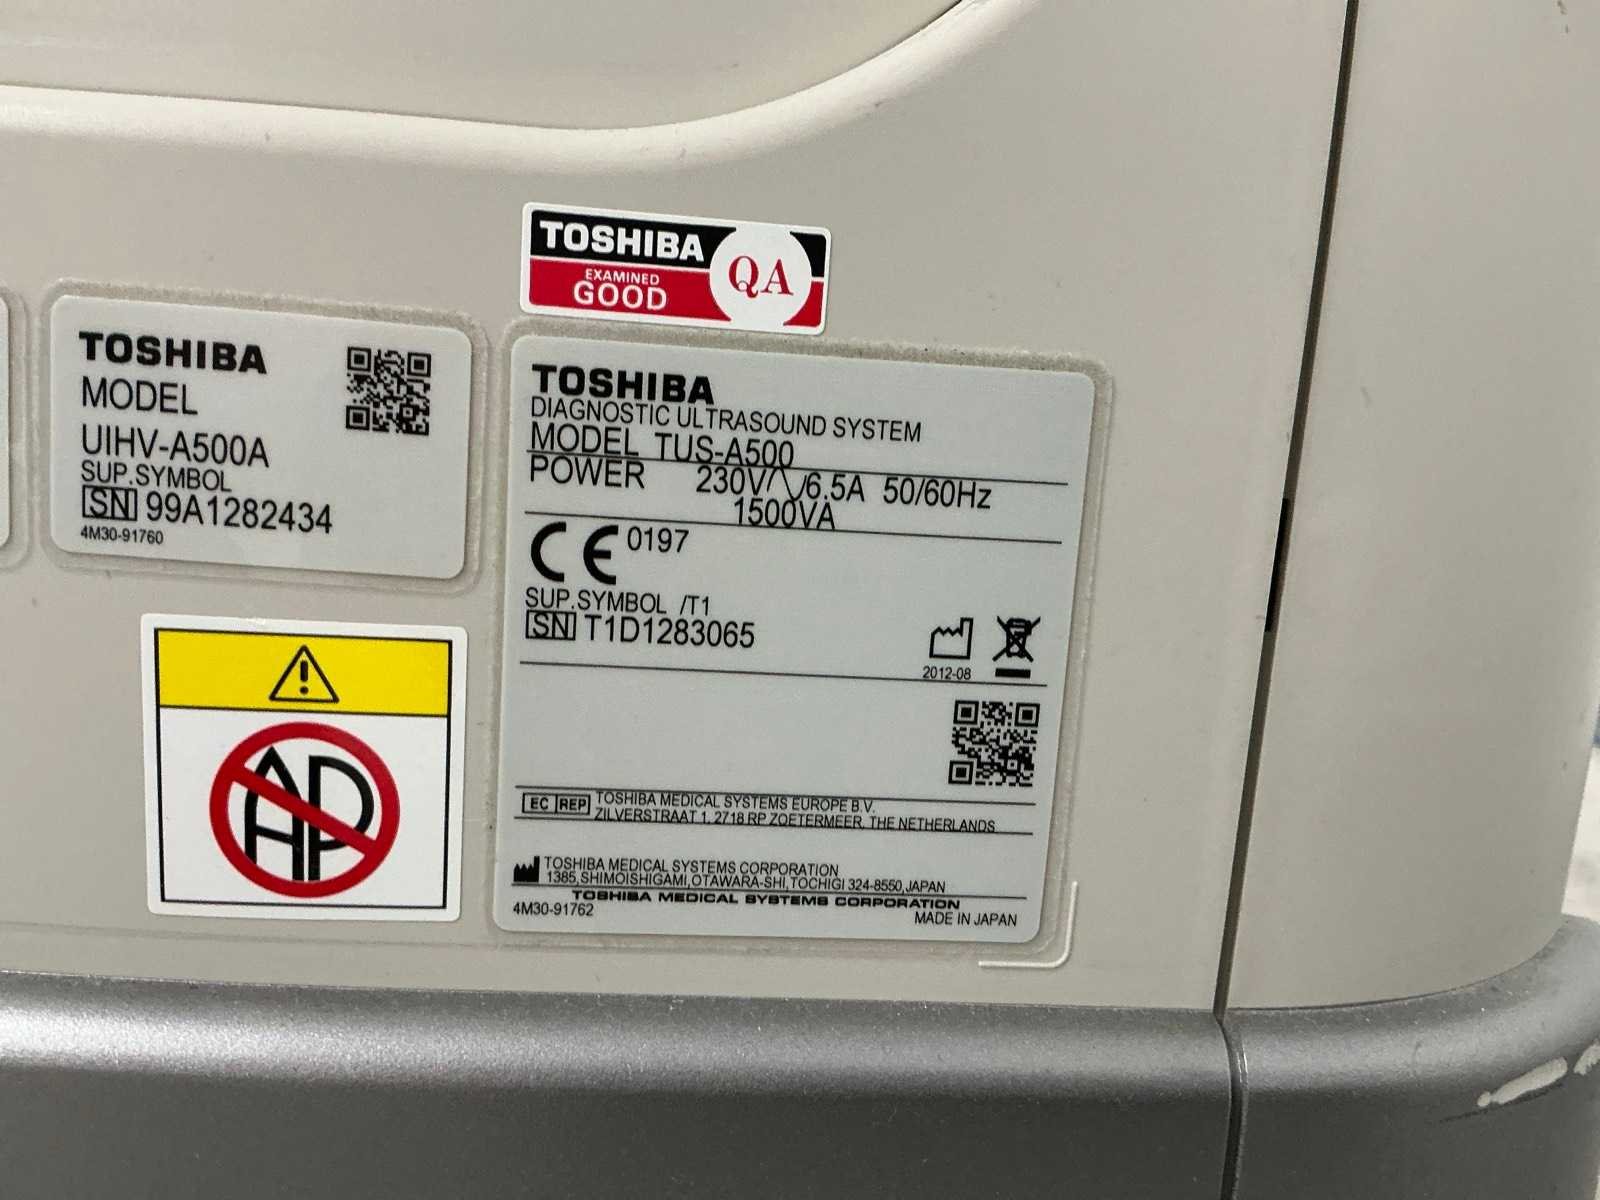 TOSHIBA
EXAMINED
GOOD
QA
TOSHIBA
MODEL
UIHV-A500A
SUP.SYMBOL
SN 99A1282434
4M30-91760
AP
TOSHIBA
DIAGNOSTIC ULTRASOUND SYSTEM
MODEL TUS-A500
POWER 230V∿6.5A 50/60Hz
1500VA
CE 0197
SUP.SYMBOL /T1
SN T1D1283065
2012-08
EC REP TOSHIBA MEDICAL SYSTEMS EUROPE B.V.
ZILVERSTRAAT 1, 2718 RP ZOETERMEER, THE NETHERLANDS
TOSHIBA MEDICAL SYSTEMS CORPORATION
1385,SHIMOISHIGAMI,OTAWARA-SHI,TOCHIGI 324-8550,JAPAN
TOSHIBA MEDICAL SYSTEMS CORPORATION
4M30-91762
MADE IN JAPAN